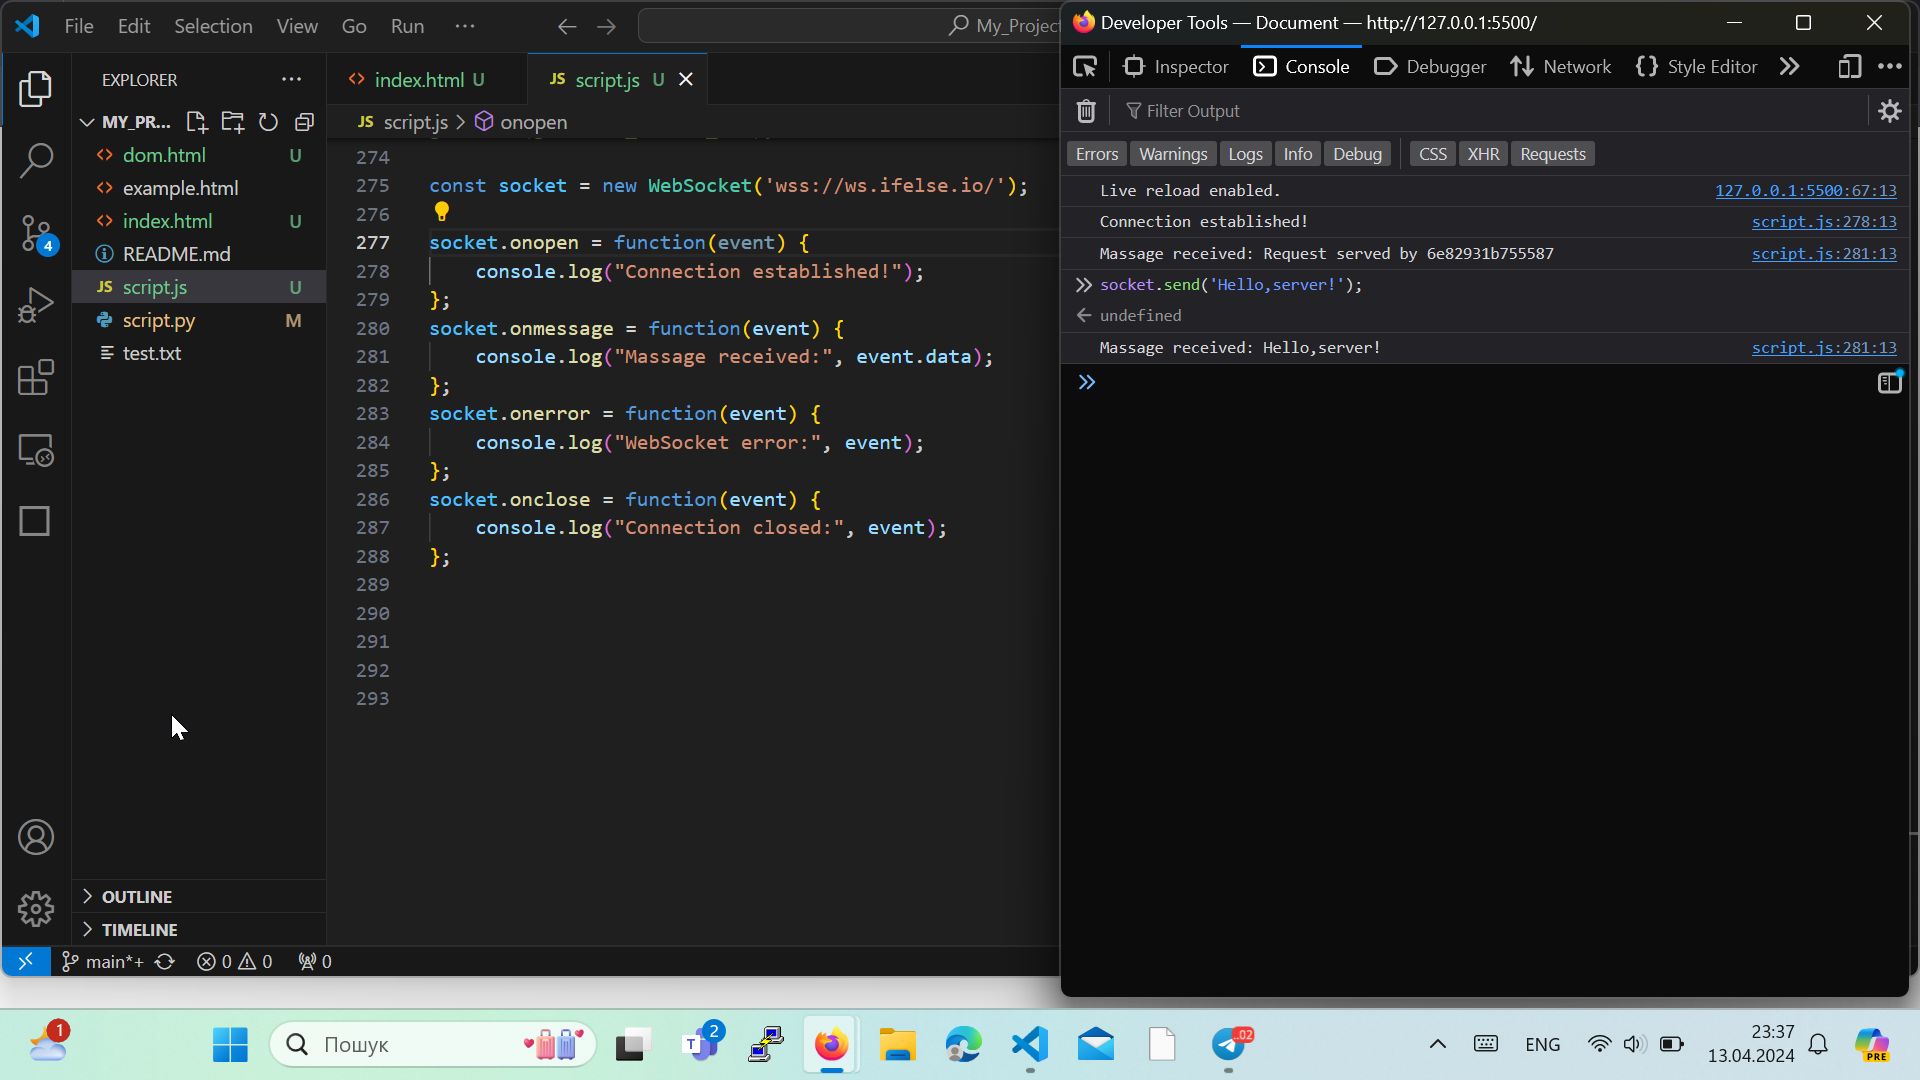 File Edit Selection View Go Run ···
My_Projec
EXPLORER
MY_PR...
dom.html U
example.html
index.html U
README.md
script.js U
script.py M
test.txt
4
OUTLINE
TIMELINE
main*+ 0 0 0
index.html U
JS script.js U
JS script.js > onopen
274
275 const socket = new WebSocket('wss://ws.ifelse.io/');
276
277 socket.onopen = function(event) {
278 console.log("Connection established!");
279 };
280 socket.onmessage = function(event) {
281 console.log("Massage received:", event.data);
282 };
283 socket.onerror = function(event) {
284 console.log("WebSocket error:", event);
285 };
286 socket.onclose = function(event) {
287 console.log("Connection closed:", event);
288 };
289
290
291
292
293
Developer Tools — Document — http://127.0.0.1:5500/
Inspector Console Debugger Network Style Editor
Filter Output
Errors Warnings Logs Info Debug CSS XHR Requests
Live reload enabled. 127.0.0.1:5500:67:13
Connection established! script.js:278:13
Massage received: Request served by 6e82931b755587 script.js:281:13
socket.send('Hello,server!');
undefined
Massage received: Hello,server! script.js:281:13
1
Пошук
2
T
.02
ENG
23:37
13.04.2024
PRE